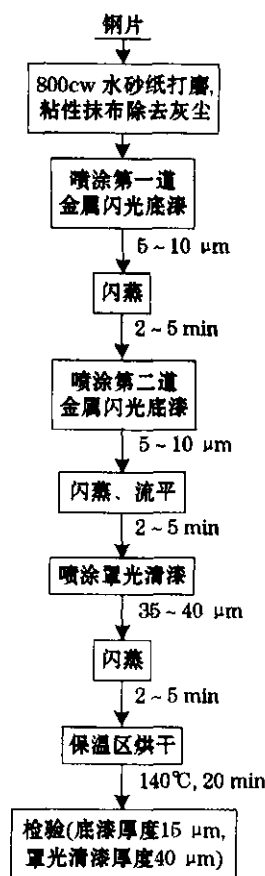 钢片
800cw 水砂纸打磨,
粘性抹布除去灰尘
喷涂第一道
金属闪光底漆
5~10 μm
闪蒸
2~5 min
喷涂第二道
金属闪光底漆
5~10 μm
闪蒸、流平
2~5 min
喷涂罩光清漆
35~40 μm
闪蒸
2~5 min
保温区烘干
140℃, 20 min
检验(底漆厚度15 μm,
罩光清漆厚度40 μm)